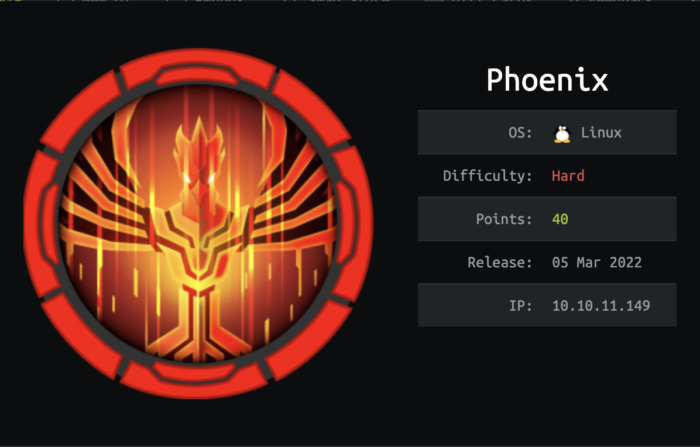 Phoenix
OS: Linux
Difficulty: Hard
Points: 40
Release: 05 Mar 2022
IP: 10.10.11.149